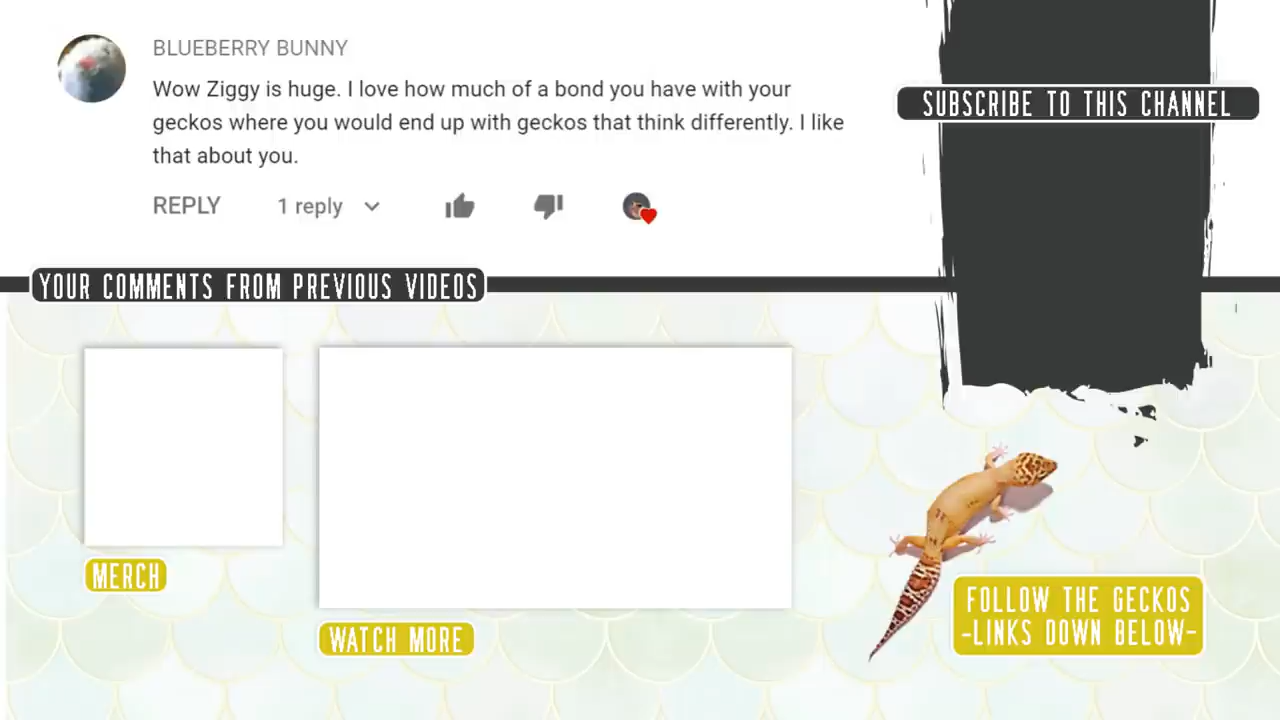 BLUEBERRY BUNNY
Wow Ziggy is huge. I love how much of a bond you have with your
geckos where you would end up with geckos that think differently. I like
that about you.
REPLY
1 reply
SUBSCRIBE TO THIS CHANNEL
YOUR COMMENTS FROM PREVIOUS VIDEOS
MERCH
WATCH MORE
FOLLOW THE GECKOS
-LINKS DOWN BELOW-